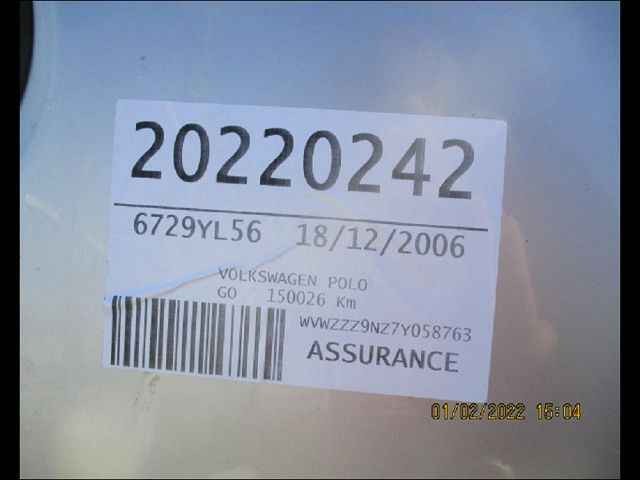 20220242
6729YL56 18/12/2006
VOLKSWAGEN POLO
GO 150026 Km
WVWZZZ9NZ7Y058763
ASSURANCE
01/02/2022 15:04